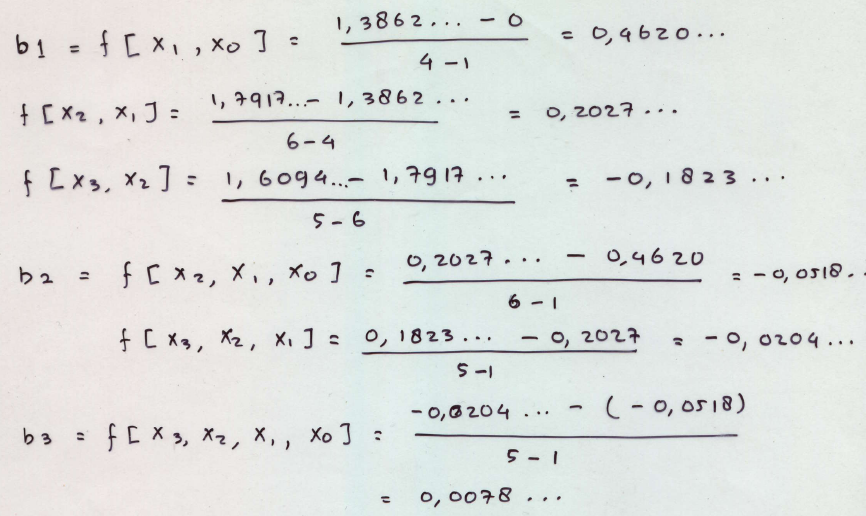 b1 = f [ x1 , x0 ] = (1,3862... - 0) / (4 - 1) = 0,4620...
f [ x2 , x1 ] = (1,7917... - 1,3862...) / (6 - 4) = 0,2027...
f [ x3, x2 ] = (1,6094... - 1,7917...) / (5 - 6) = -0,1823...
b2 = f [ x2, x1, x0 ] = (0,2027... - 0,4620) / (6 - 1) = -0,0518..
f [ x3, x2, x1 ] = (0,1823... - 0,2027) / (5 - 1) = -0,0204...
b3 = f [ x3, x2, x1, x0 ] = (-0,0204... - (-0,0518)) / (5 - 1)
= 0,0078...